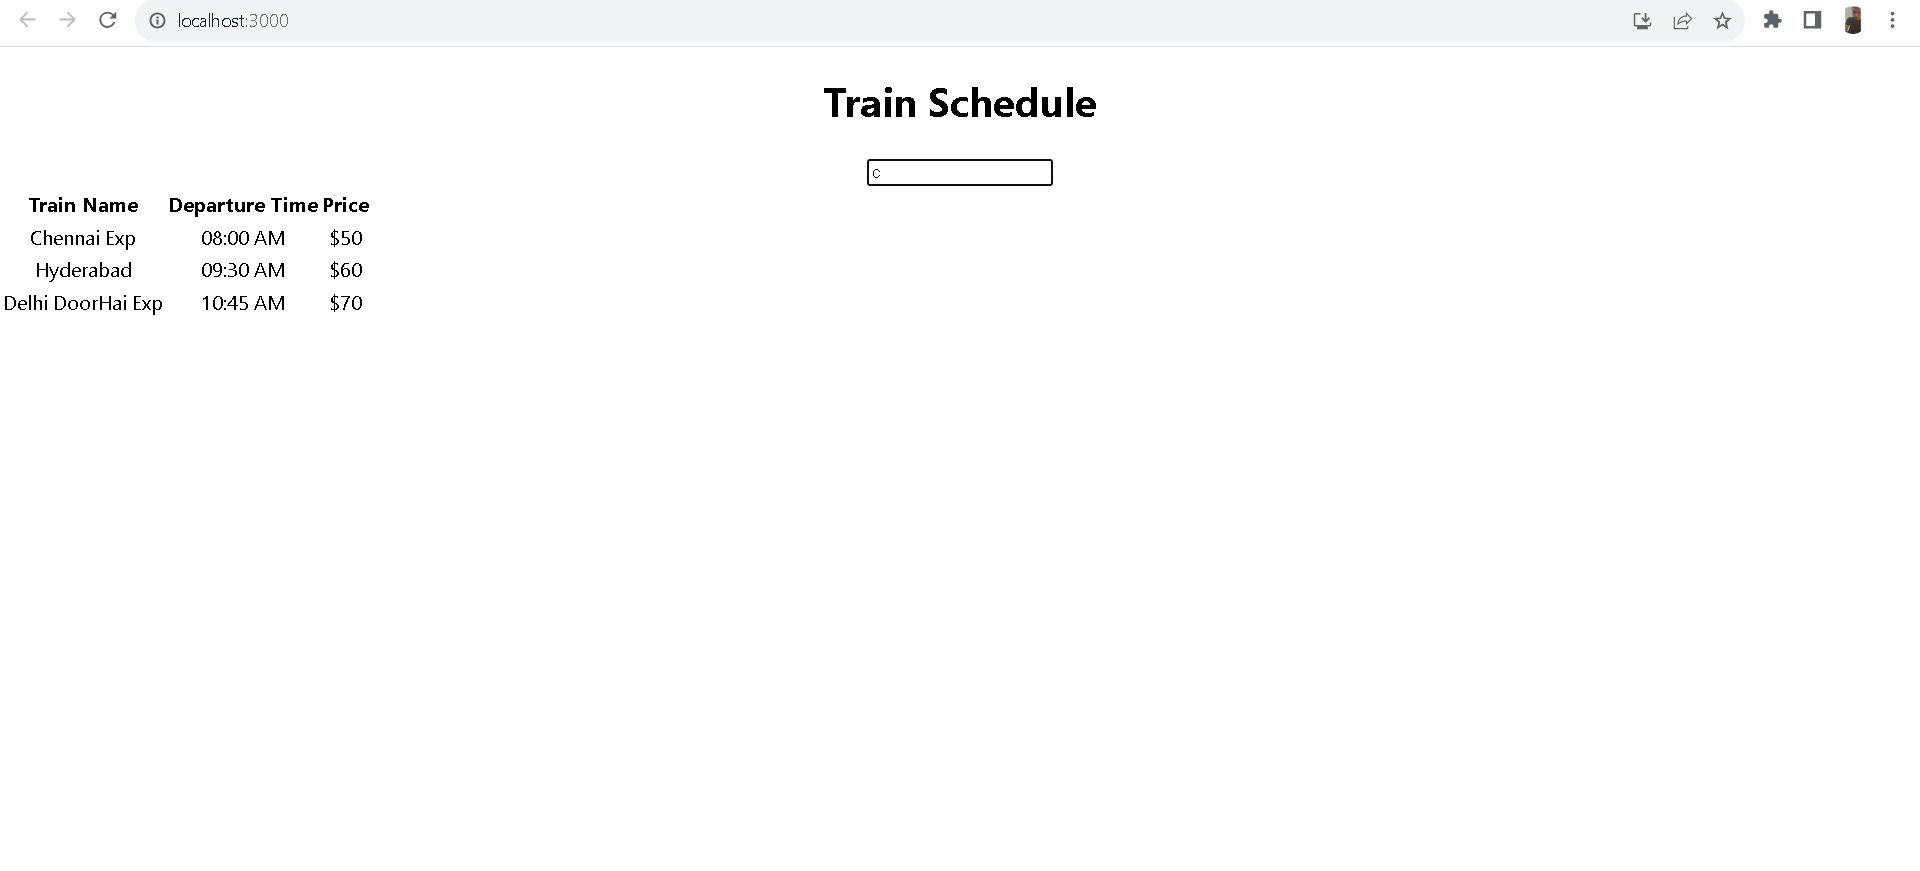 localhost:3000
Train Schedule
c
Train Name Departure Time Price
Chennai Exp 08:00 AM $50
Hyderabad 09:30 AM $60
Delhi DoorHai Exp 10:45 AM $70